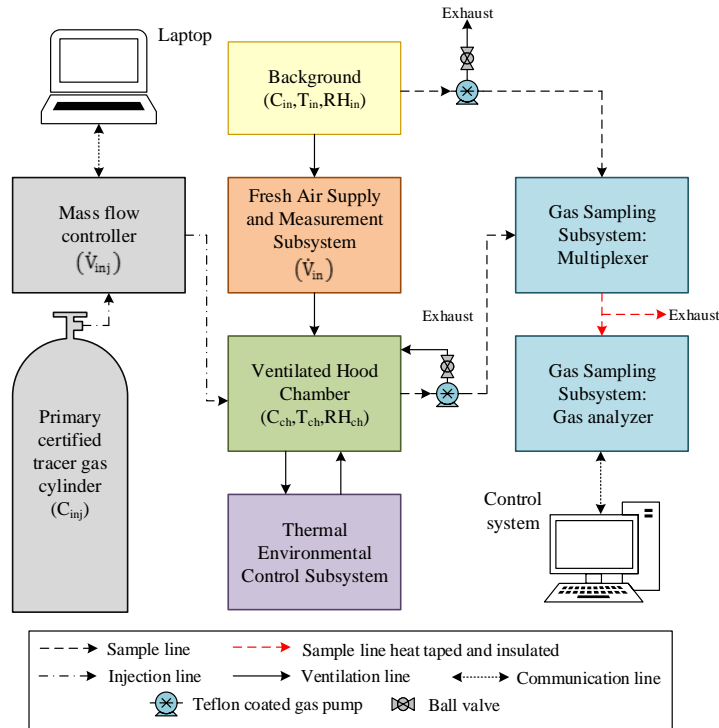 Laptop
Exhaust
Background
(C_in,T_in,RH_in)
Mass flow
controller
(V̇_inj)
Fresh Air Supply
and Measurement
Subsystem
(V̇_in)
Gas Sampling
Subsystem:
Multiplexer
Exhaust
Exhaust
Primary
certified
tracer gas
cylinder
(C_inj)
Ventilated Hood
Chamber
(C_ch,T_ch,RH_ch)
Gas Sampling
Subsystem:
Gas analyzer
Thermal
Environmental
Control Subsystem
Control
system
Sample line
Sample line heat taped and insulated
Injection line
Ventilation line
Communication line
Teflon coated gas pump
Ball valve